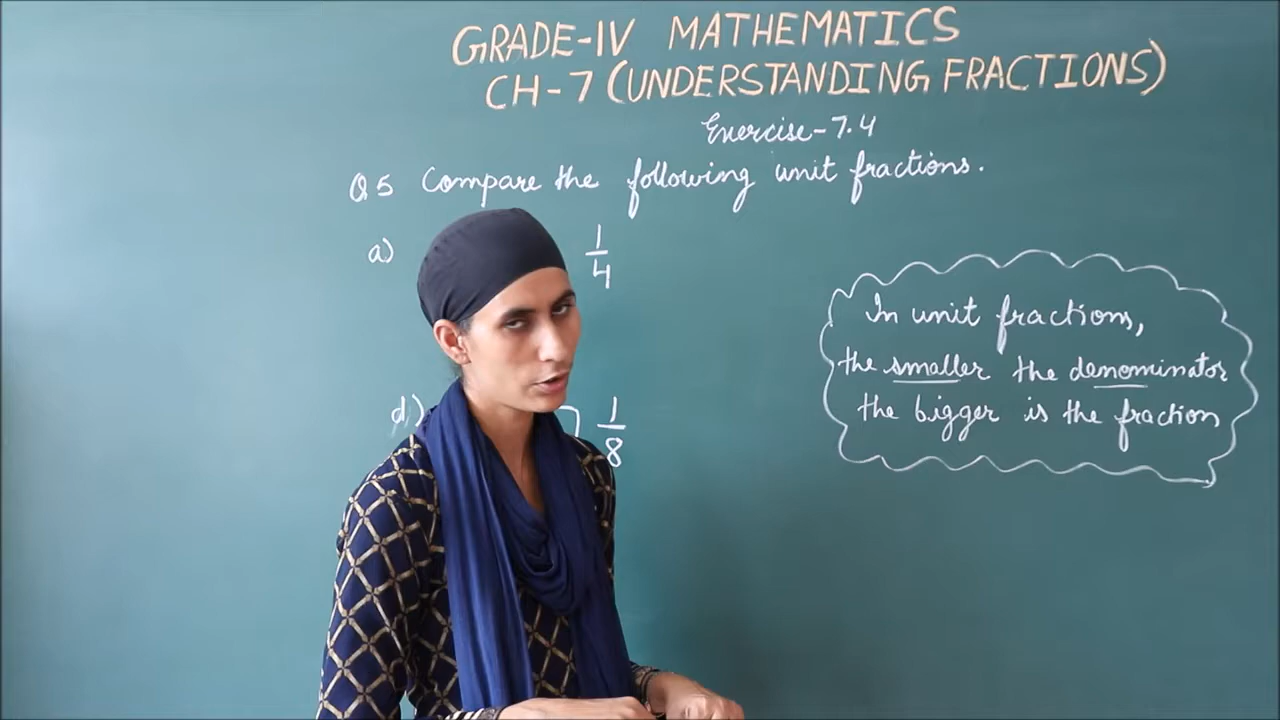 GRADE-IV MATHEMATICS
CH-7 (UNDERSTANDING FRACTIONS)
Exercise-7.4
Q5 Compare the following unit fractions.
a) 1/4
In unit fractions,
the smaller the denominator
the bigger is the fraction
d) 1/8